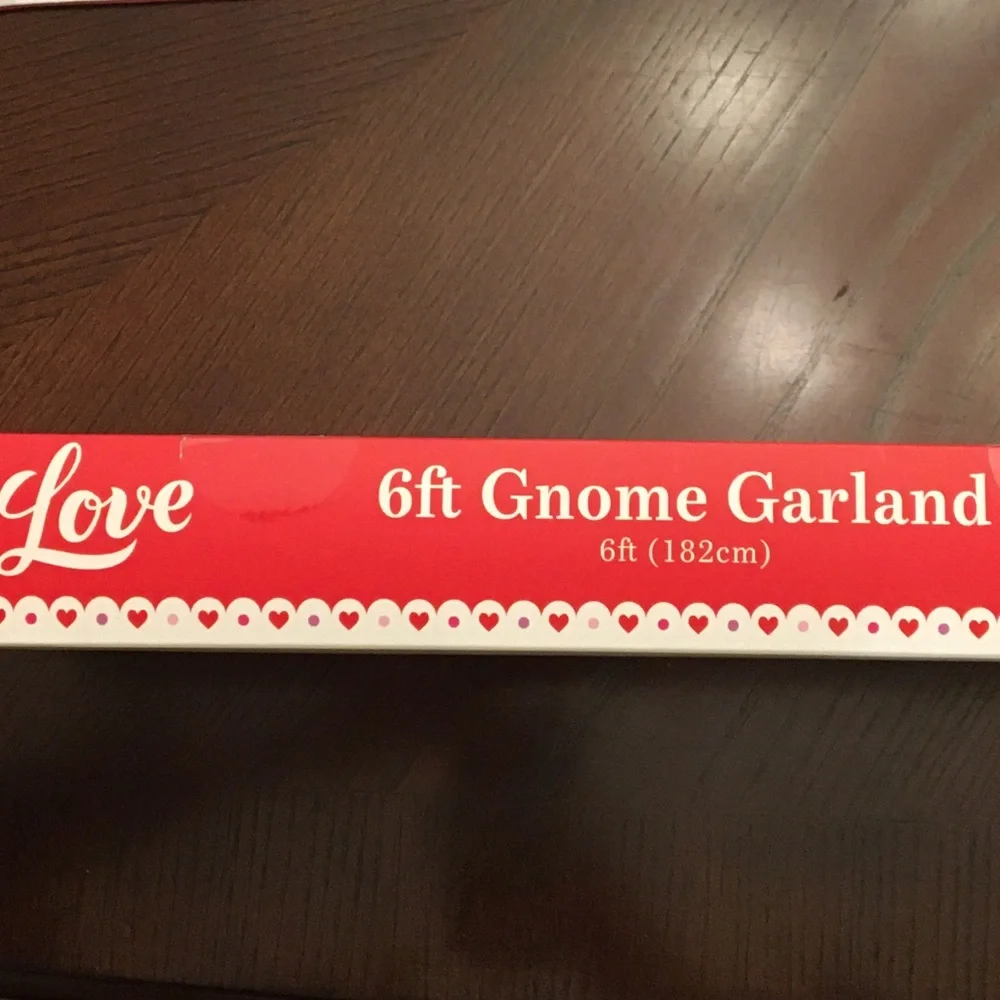 Love
6ft Gnome Garland
6ft (182cm)